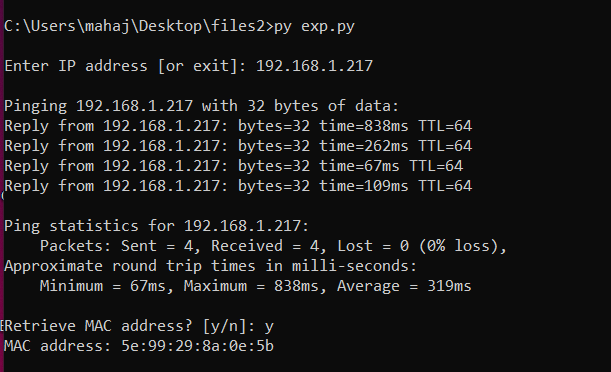 C:\Users\mahaj\Desktop\files2>py exp.py
Enter IP address [or exit]: 192.168.1.217
Pinging 192.168.1.217 with 32 bytes of data:
Reply from 192.168.1.217: bytes=32 time=838ms TTL=64
Reply from 192.168.1.217: bytes=32 time=262ms TTL=64
Reply from 192.168.1.217: bytes=32 time=67ms TTL=64
Reply from 192.168.1.217: bytes=32 time=109ms TTL=64
Ping statistics for 192.168.1.217:
    Packets: Sent = 4, Received = 4, Lost = 0 (0% loss),
Approximate round trip times in milli-seconds:
    Minimum = 67ms, Maximum = 838ms, Average = 319ms
Retrieve MAC address? [y/n]: y
MAC address: 5e:99:29:8a:0e:5b